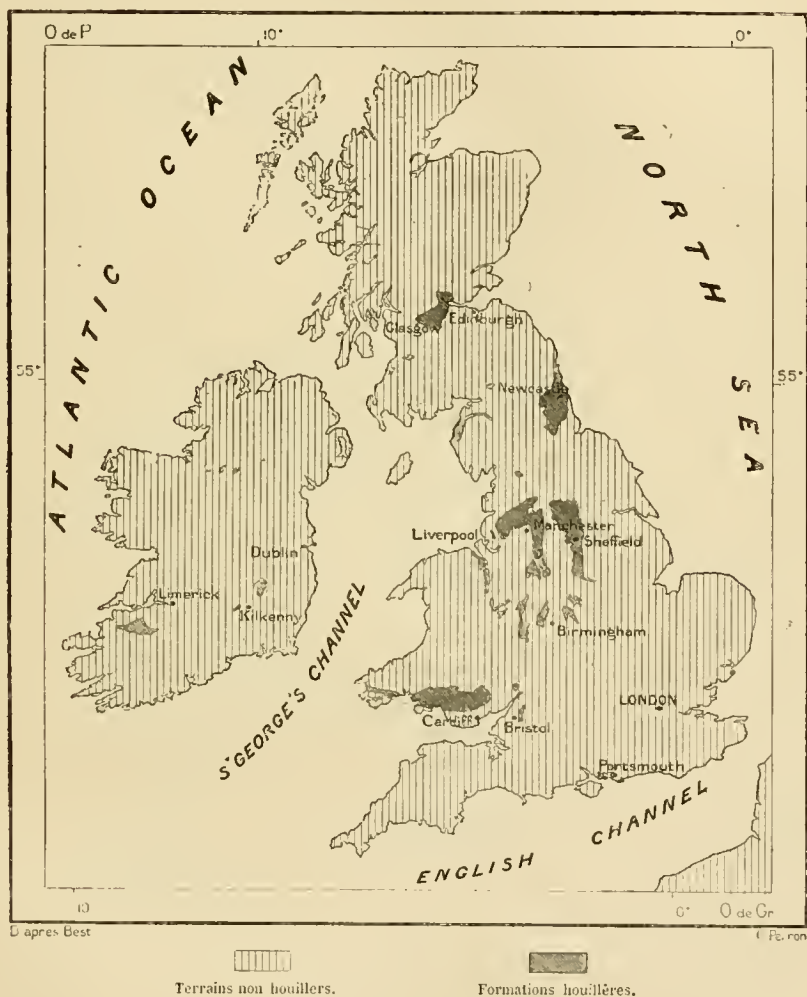 O de P
10°
0°
ATLANTIC OCEAN
NORTH SEA
Glasgow
Edinburgh
55°
55°
Newcastle
Liverpool
Manchester
Sheffield
Dublin
Limerick
Kilkenny
Birmingham
St GEORGE'S CHANNEL
Cardiff
Bristol
LONDON
Portsmouth
ENGLISH CHANNEL
10
0°
O de Gr
D'après Best
Terrains non houillers.
Formations houillères.